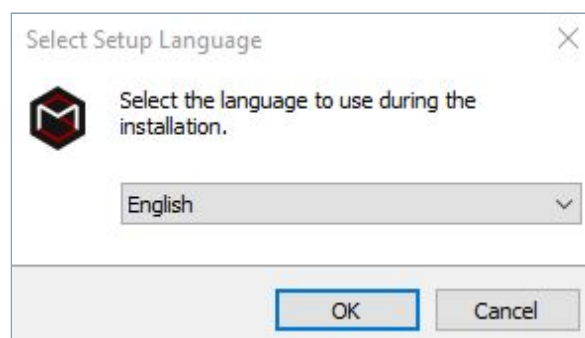 Select Setup Language
Select the language to use during the
installation.
English
OK
Cancel